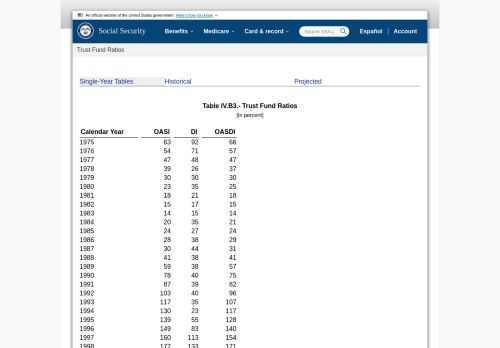 An official website of the United States government. Here's how you know
Social Security
Benefits
Medicare
Card & record
Search SSA.g
Español
Account
Trust Fund Ratios
Single-Year Tables Historical Projected
Table IV.B3.- Trust Fund Ratios
[In percent]
Calendar Year OASI DI OASDI
1975 63 92 66
1976 54 71 57
1977 47 48 47
1978 39 26 37
1979 30 30 30
1980 23 35 25
1981 18 21 18
1982 15 17 15
1983 14 15 14
1984 20 35 21
1985 24 27 24
1986 28 38 29
1987 30 44 31
1988 41 38 41
1989 59 38 57
1990 78 40 75
1991 87 39 82
1992 103 40 96
1993 117 35 107
1994 130 23 117
1995 139 55 128
1996 149 83 140
1997 160 113 154
1998 177 133 171